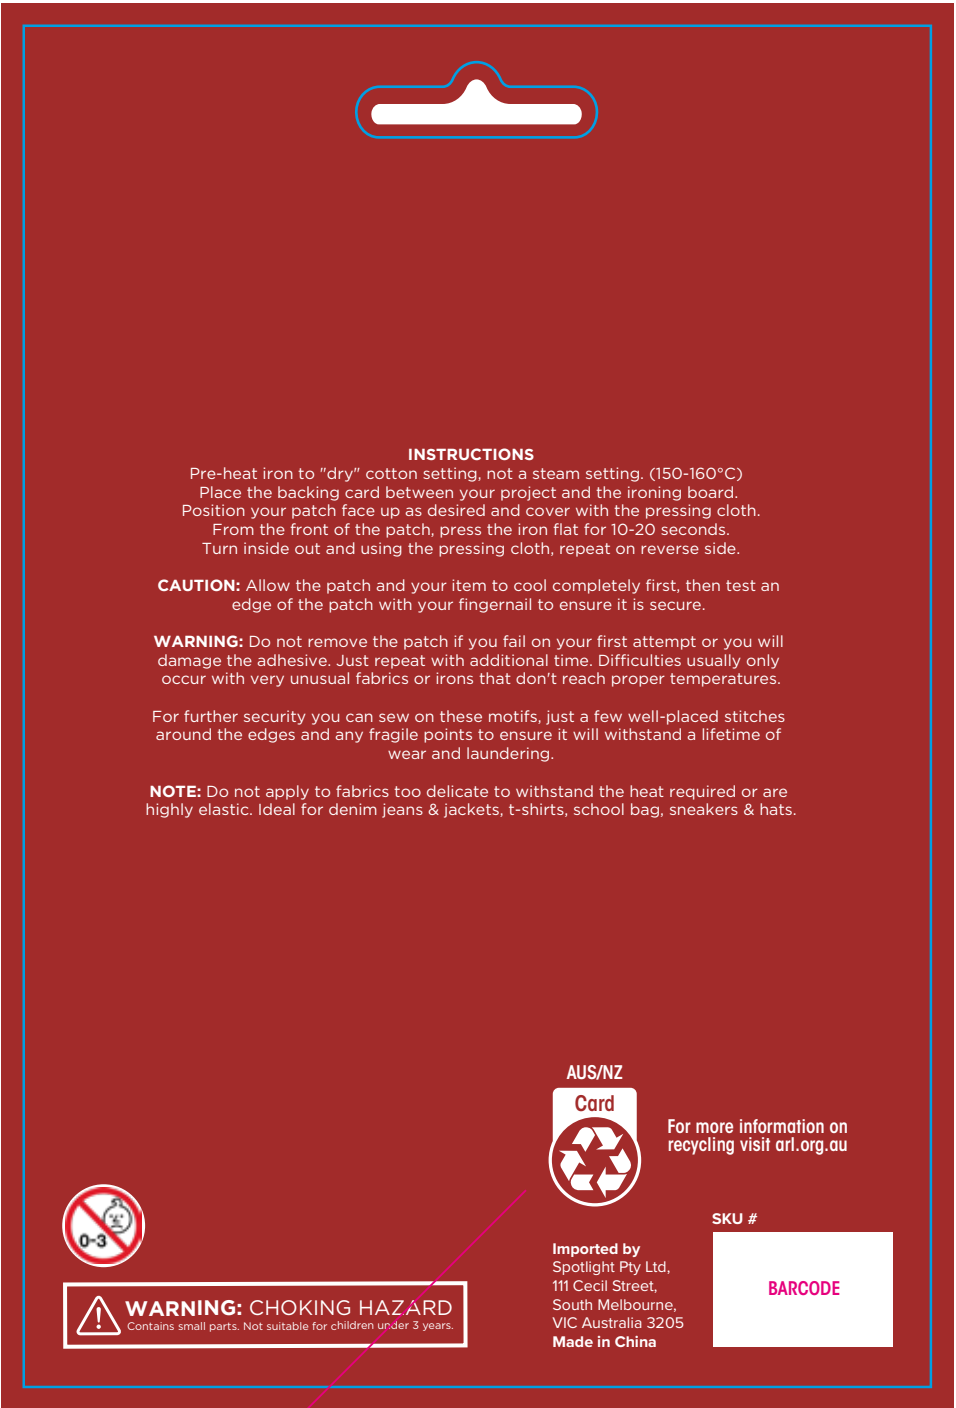 INSTRUCTIONS
Pre-heat iron to "dry" cotton setting, not a steam setting. (150-160°C)
Place the backing card between your project and the ironing board.
Position your patch face up as desired and cover with the pressing cloth.
From the front of the patch, press the iron flat for 10-20 seconds.
Turn inside out and using the pressing cloth, repeat on reverse side.
CAUTION: Allow the patch and your item to cool completely first, then test an
edge of the patch with your fingernail to ensure it is secure.
WARNING: Do not remove the patch if you fail on your first attempt or you will
damage the adhesive. Just repeat with additional time. Difficulties usually only
occur with very unusual fabrics or irons that don't reach proper temperatures.
For further security you can sew on these motifs, just a few well-placed stitches
around the edges and any fragile points to ensure it will withstand a lifetime of
wear and laundering.
NOTE: Do not apply to fabrics too delicate to withstand the heat required or are
highly elastic. Ideal for denim jeans & jackets, t-shirts, school bag, sneakers & hats.
AUS/NZ
Card
For more information on
recycling visit arl.org.au
0-3
WARNING: CHOKING HAZARD
Contains small parts. Not suitable for children under 3 years.
Imported by
Spotlight Pty Ltd,
111 Cecil Street,
South Melbourne,
VIC Australia 3205
Made in China
SKU #
BARCODE